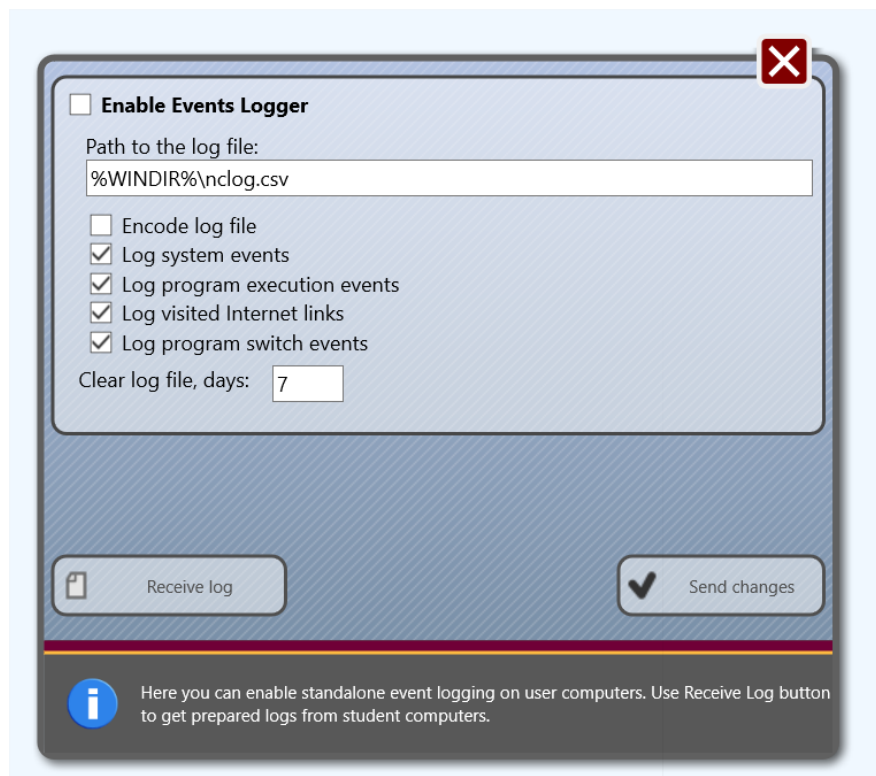 Enable Events Logger
Path to the log file:
%WINDIR%\nclog.csv
Encode log file
Log system events
Log program execution events
Log visited Internet links
Log program switch events
Clear log file, days: 7
Receive log
Send changes
Here you can enable standalone event logging on user computers. Use Receive Log button
to get prepared logs from student computers.